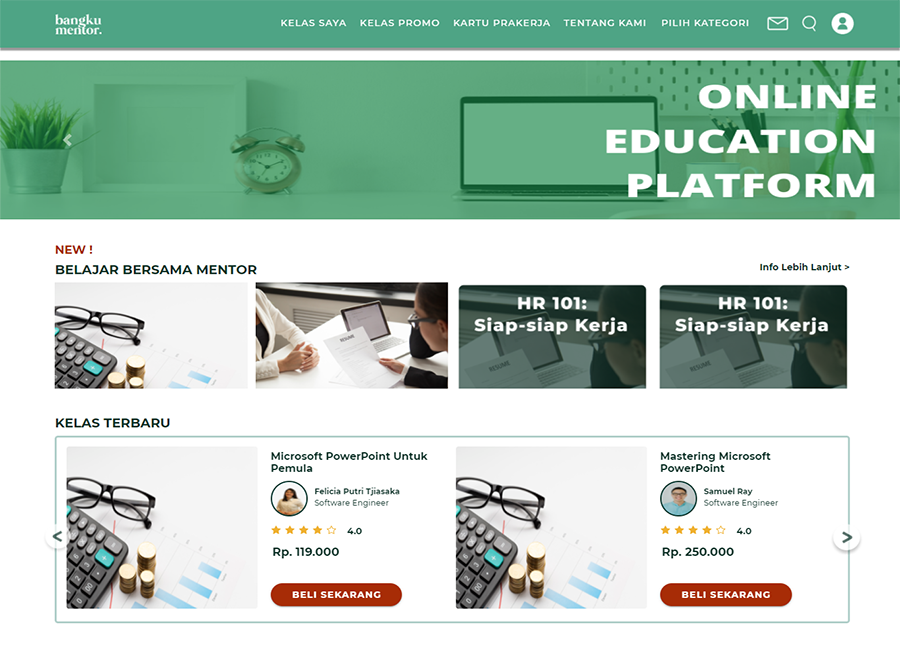 bangku
mentor.
KELAS SAYA
KELAS PROMO
KARTU PRAKERJA
TENTANG KAMI
PILIH KATEGORI
ONLINE
EDUCATION
PLATFORM
NEW !
BELAJAR BERSAMA MENTOR
Info Lebih Lanjut >
RESUME
HR 101:
Siap-siap Kerja
RESUME
HR 101:
Siap-siap Kerja
RESUME
KELAS TERBARU
<
Microsoft PowerPoint Untuk
Pemula
Felicia Putri Tjiasaka
Software Engineer
4.0
Rp. 119.000
BELI SEKARANG
Mastering Microsoft
PowerPoint
Samuel Ray
Software Engineer
4.0
Rp. 250.000
BELI SEKARANG
>